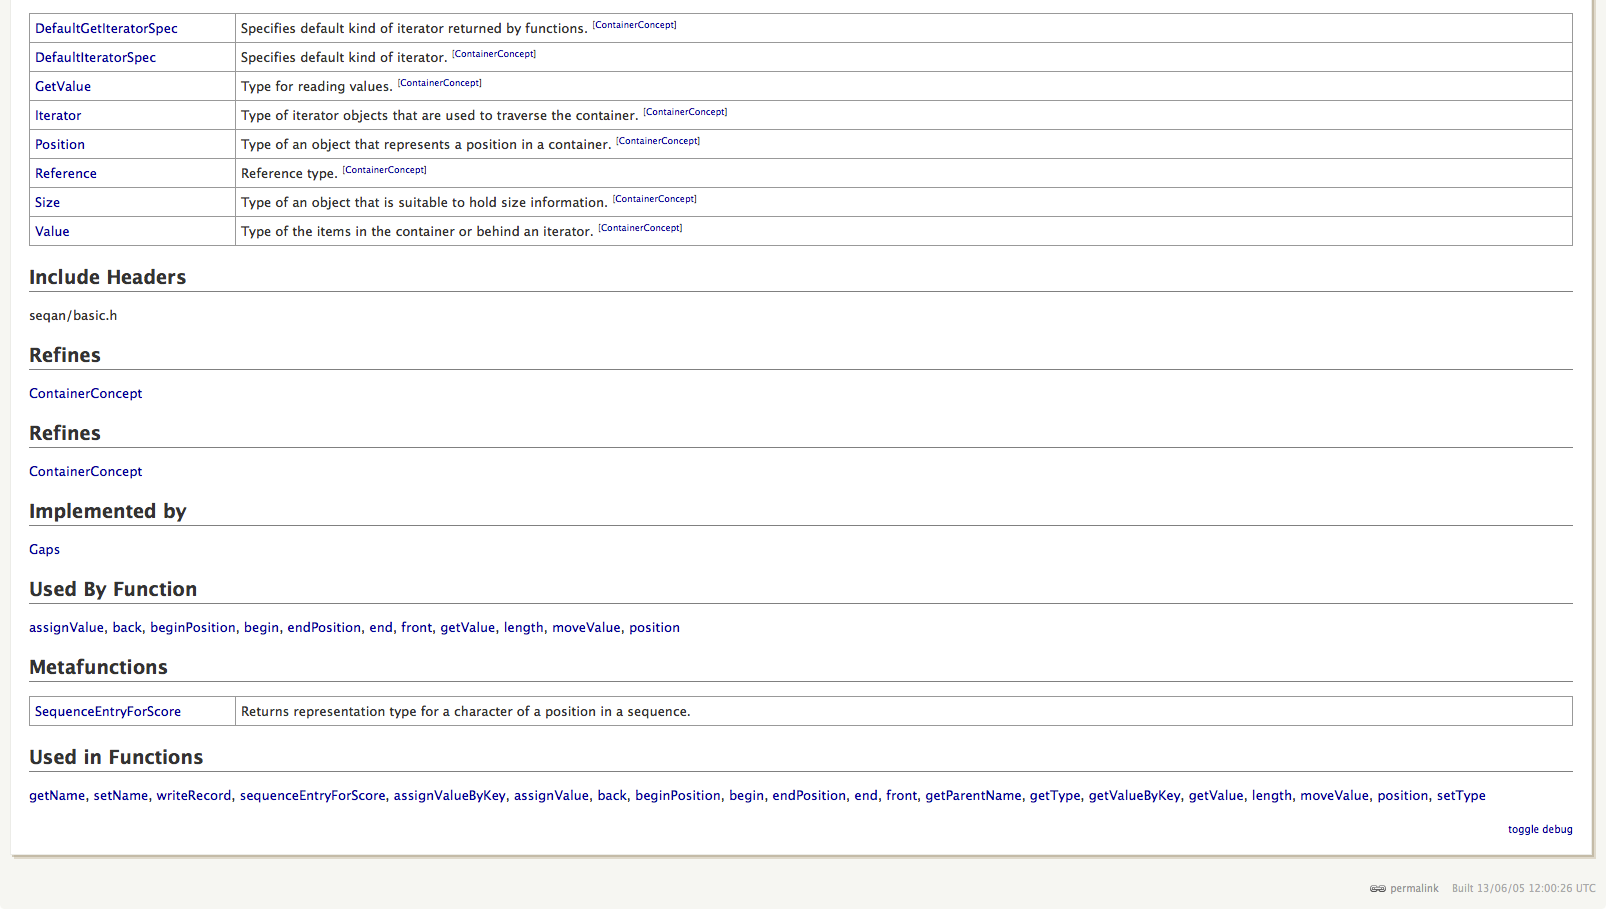 DefaultGetIteratorSpec Specifies default kind of iterator returned by functions. [ContainerConcept]
DefaultIteratorSpec Specifies default kind of iterator. [ContainerConcept]
GetValue Type for reading values. [ContainerConcept]
Iterator Type of iterator objects that are used to traverse the container. [ContainerConcept]
Position Type of an object that represents a position in a container. [ContainerConcept]
Reference Reference type. [ContainerConcept]
Size Type of an object that is suitable to hold size information. [ContainerConcept]
Value Type of the items in the container or behind an iterator. [ContainerConcept]
Include Headers
seqan/basic.h
Refines
ContainerConcept
Refines
ContainerConcept
Implemented by
Gaps
Used By Function
assignValue, back, beginPosition, begin, endPosition, end, front, getValue, length, moveValue, position
Metafunctions
SequenceEntryForScore Returns representation type for a character of a position in a sequence.
Used in Functions
getName, setName, writeRecord, sequenceEntryForScore, assignValueByKey, assignValue, back, beginPosition, begin, endPosition, end, front, getParentName, getType, getValueByKey, getValue, length, moveValue, position, setType
toggle debug
permalink Built 13/06/05 12:00:26 UTC